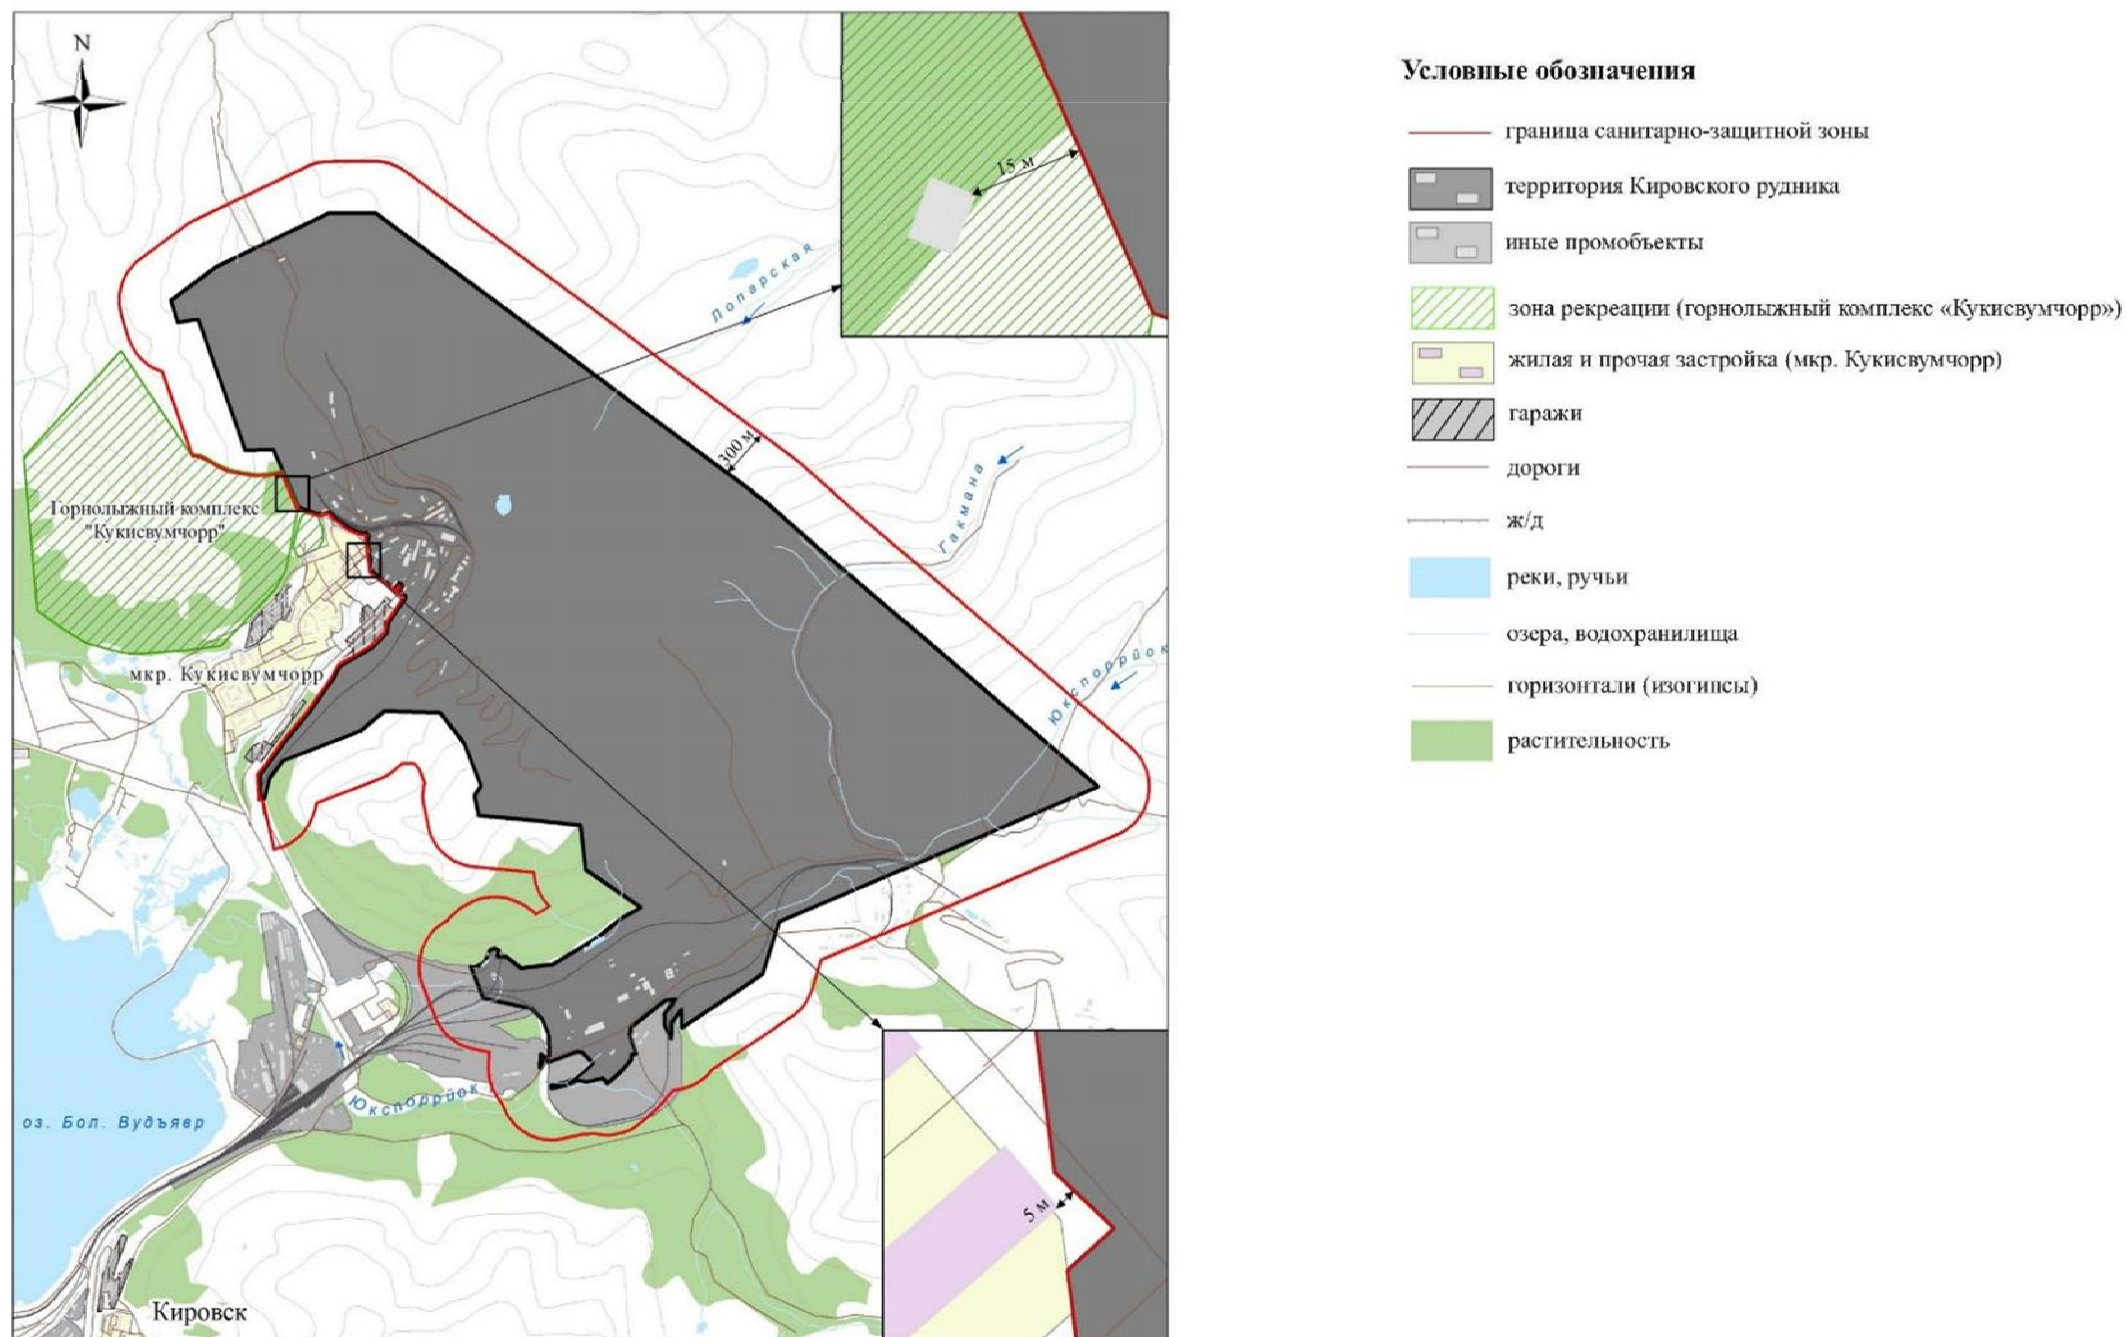 N
15 м
Лопарская
300 м
Гакмана
Горнолыжный комплекс
"Кукисвумчорр"
мкр. Кукисвумчорр
Юкспоррйок
Юкспоррйок
оз. Бол. Вудъявр
5 м
Кировск
Условные обозначения
граница санитарно-защитной зоны
территория Кировского рудника
иные промобъекты
зона рекреации (горнолыжный комплекс «Кукисвумчорр»)
жилая и прочая застройка (мкр. Кукисвумчорр)
гаражи
дороги
ж/д
реки, ручьи
озера, водохранилища
горизонтали (изогипсы)
растительность